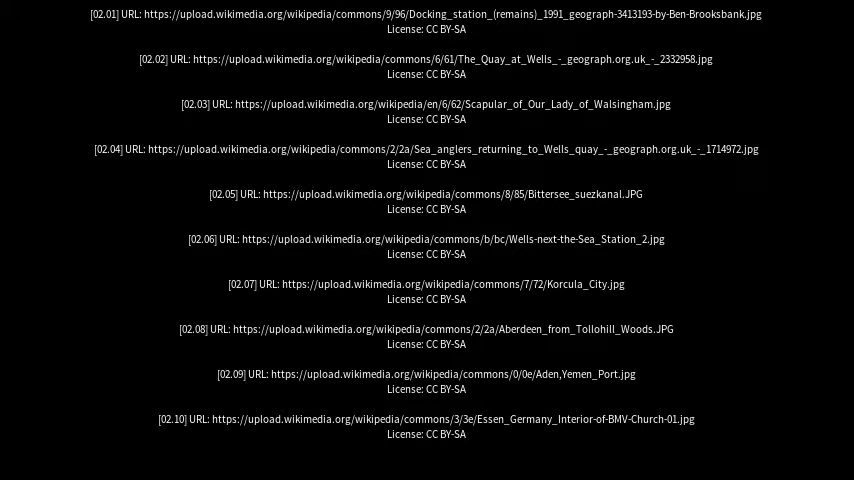 [02.01] URL: https://upload.wikimedia.org/wikipedia/commons/9/96/Docking_station_(remains)_1991_geograph-3413193-by-Ben-Brooksbank.jpg
License: CC BY-SA
[02.02] URL: https://upload.wikimedia.org/wikipedia/commons/6/61/The_Quay_at_Wells_-_geograph.org.uk_-_2332958.jpg
License: CC BY-SA
[02.03] URL: https://upload.wikimedia.org/wikipedia/en/6/62/Scapular_of_Our_Lady_of_Walsingham.jpg
License: CC BY-SA
[02.04] URL: https://upload.wikimedia.org/wikipedia/commons/2/2a/Sea_anglers_returning_to_Wells_quay_-_geograph.org.uk_-_1714972.jpg
License: CC BY-SA
[02.05] URL: https://upload.wikimedia.org/wikipedia/commons/8/85/Bittersee_suezkanal.JPG
License: CC BY-SA
[02.06] URL: https://upload.wikimedia.org/wikipedia/commons/b/bc/Wells-next-the-Sea_Station_2.jpg
License: CC BY-SA
[02.07] URL: https://upload.wikimedia.org/wikipedia/commons/7/72/Korcula_City.jpg
License: CC BY-SA
[02.08] URL: https://upload.wikimedia.org/wikipedia/commons/2/2a/Aberdeen_from_Tollohill_Woods.JPG
License: CC BY-SA
[02.09] URL: https://upload.wikimedia.org/wikipedia/commons/0/0e/Aden,Yemen_Port.jpg
License: CC BY-SA
[02.10] URL: https://upload.wikimedia.org/wikipedia/commons/3/3e/Essen_Germany_Interior-of-BMV-Church-01.jpg
License: CC BY-SA